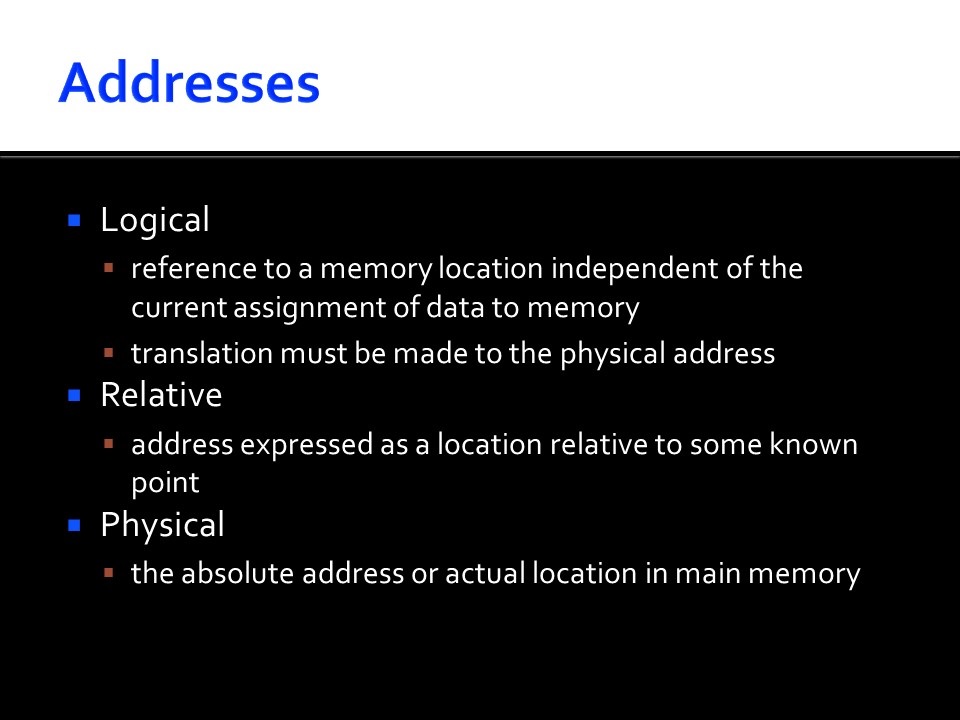 Addresses
Logical
reference to a memory location independent of the
current assignment of data to memory
translation must be made to the physical address
Relative
address expressed as a location relative to some known
point
Physical
the absolute address or actual location in main memory